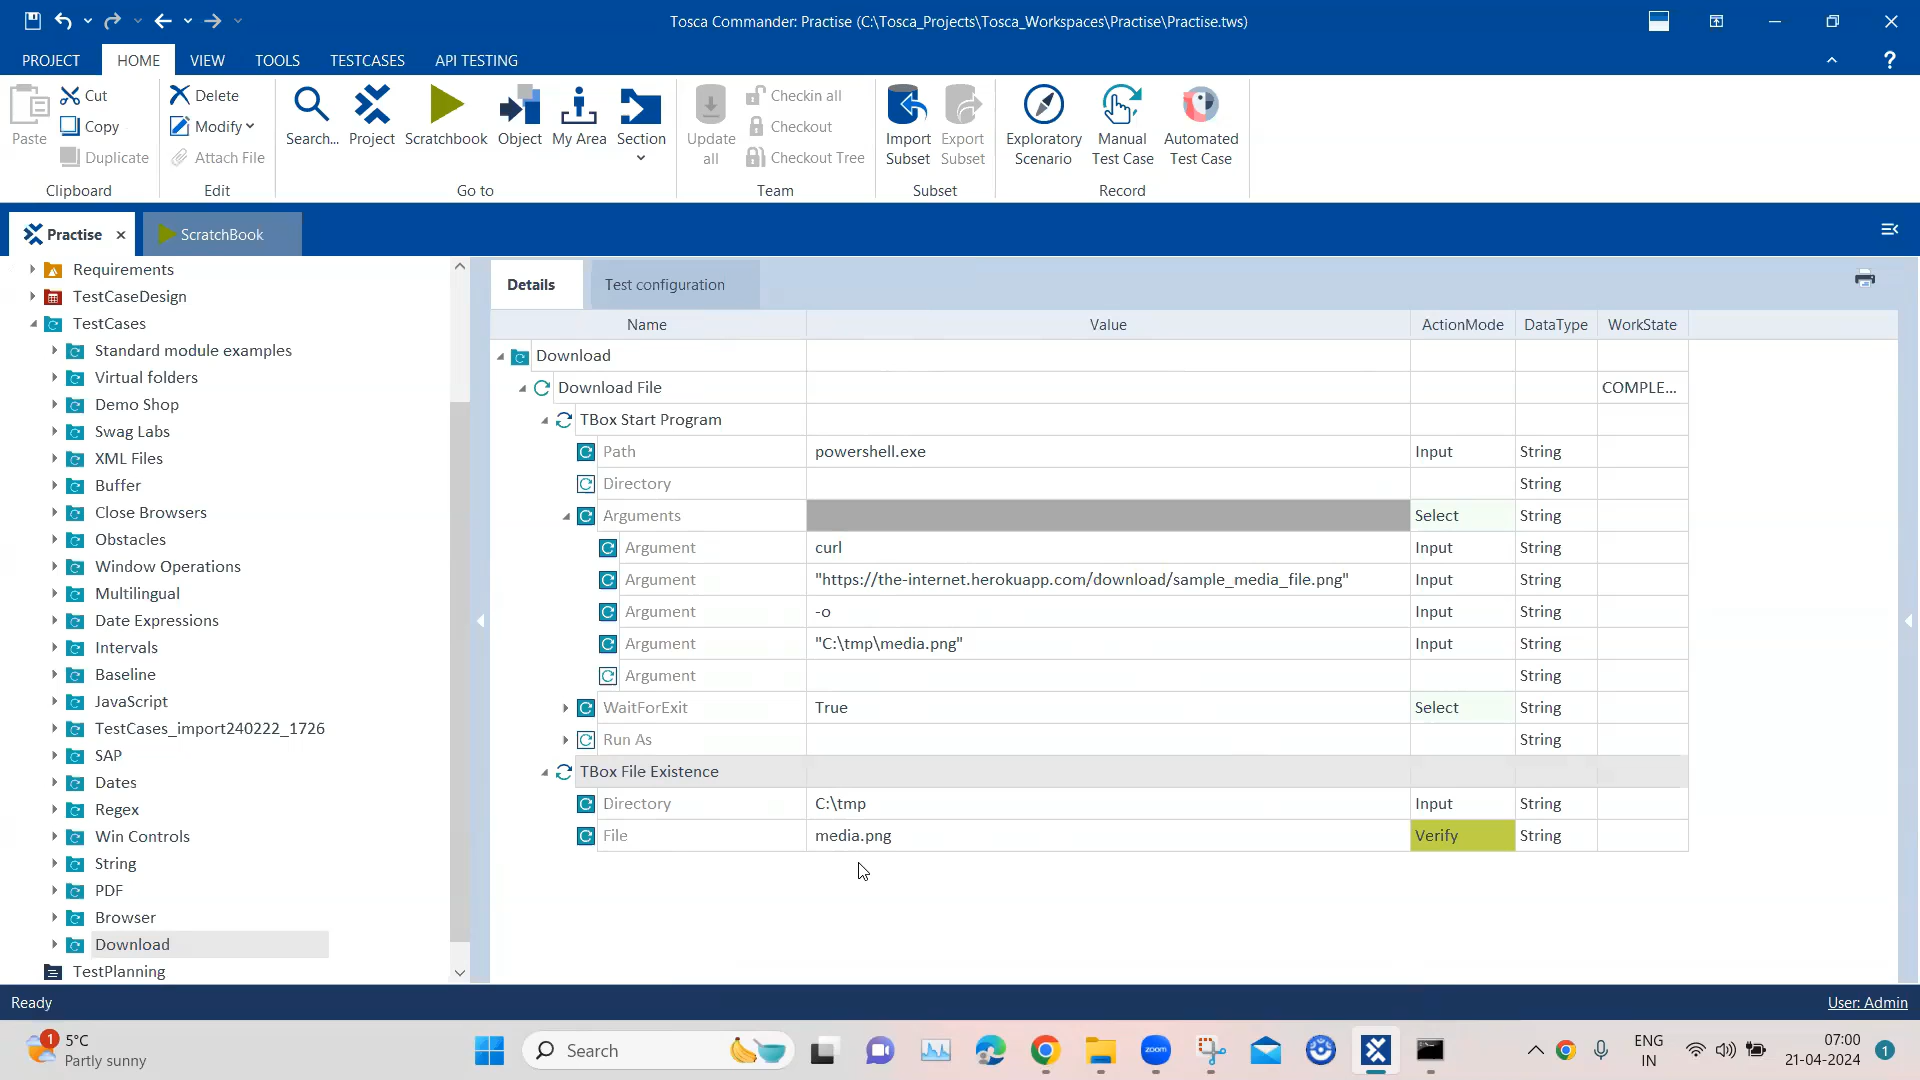 Tosca Commander: Practise (C:\Tosca_Projects\Tosca_Workspaces\Practise\Practise.tws)
PROJECT HOME VIEW TOOLS TESTCASES API TESTING ?
Paste Cut Copy Duplicate
Clipboard
Delete Modify Attach File
Edit
Search... Project Scratchbook Object My Area Section
Go to
Update all Checkin all Checkout Checkout Tree
Team
Import Subset Export Subset
Subset
Exploratory Scenario Manual Test Case Automated Test Case
Record
Practise × ScratchBook
Requirements
TestCaseDesign
TestCases
Standard module examples
Virtual folders
Demo Shop
Swag Labs
XML Files
Buffer
Close Browsers
Obstacles
Window Operations
Multilingual
Date Expressions
Intervals
Baseline
JavaScript
TestCases_import240222_1726
SAP
Dates
Regex
Win Controls
String
PDF
Browser
Download
TestPlanning
Details Test configuration
Name Value ActionMode DataType WorkState
Download
Download File COMPLE...
TBox Start Program
Path powershell.exe Input String
Directory String
Arguments Select String
Argument curl Input String
Argument "https://the-internet.herokuapp.com/download/sample_media_file.png" Input String
Argument -o Input String
Argument "C:\tmp\media.png" Input String
Argument String
WaitForExit True Select String
Run As String
TBox File Existence
Directory C:\tmp Input String
File media.png Verify String
Ready User: Admin
1 5°C
Partly sunny
Search
zoom
ENG
IN
07:00
21-04-2024
1